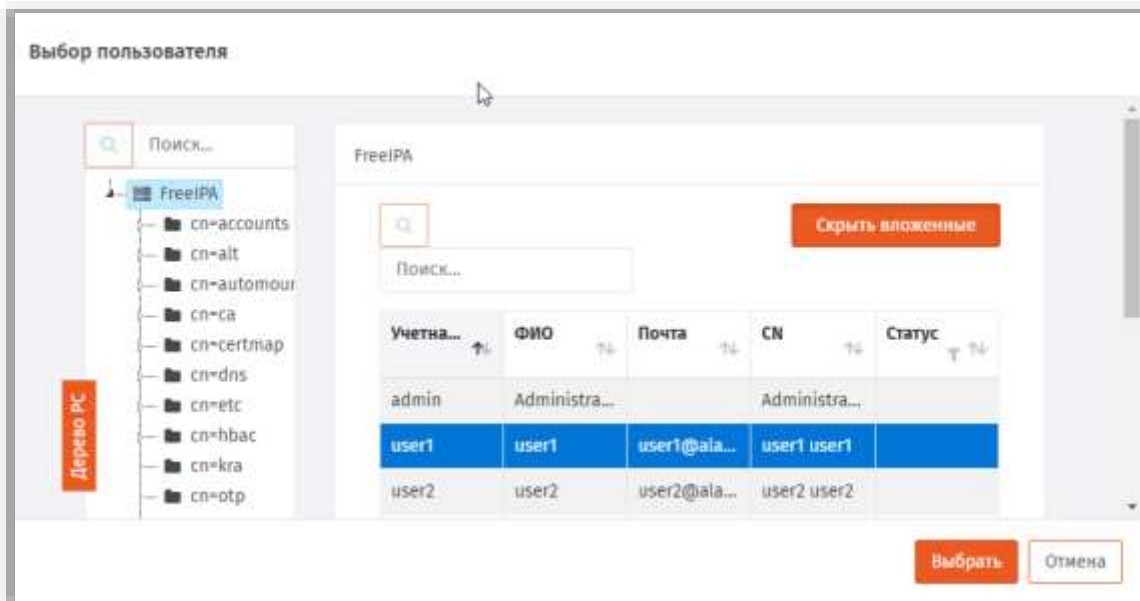 Выбор пользователя
Поиск...
FreeIPA
cn=accounts
cn=alt
cn=automour
cn=ca
cn=certmap
cn=dns
cn=etc
cn=hbac
cn=kra
cn=otp
Дерево РС
FreeIPA
Скрыть вложенные
Поиск...
Учетна... ФИО Почта CN Статус
admin Administra... Administra...
user1 user1 user1@ala... user1 user1
user2 user2 user2@ala... user2 user2
Выбрать Отмена